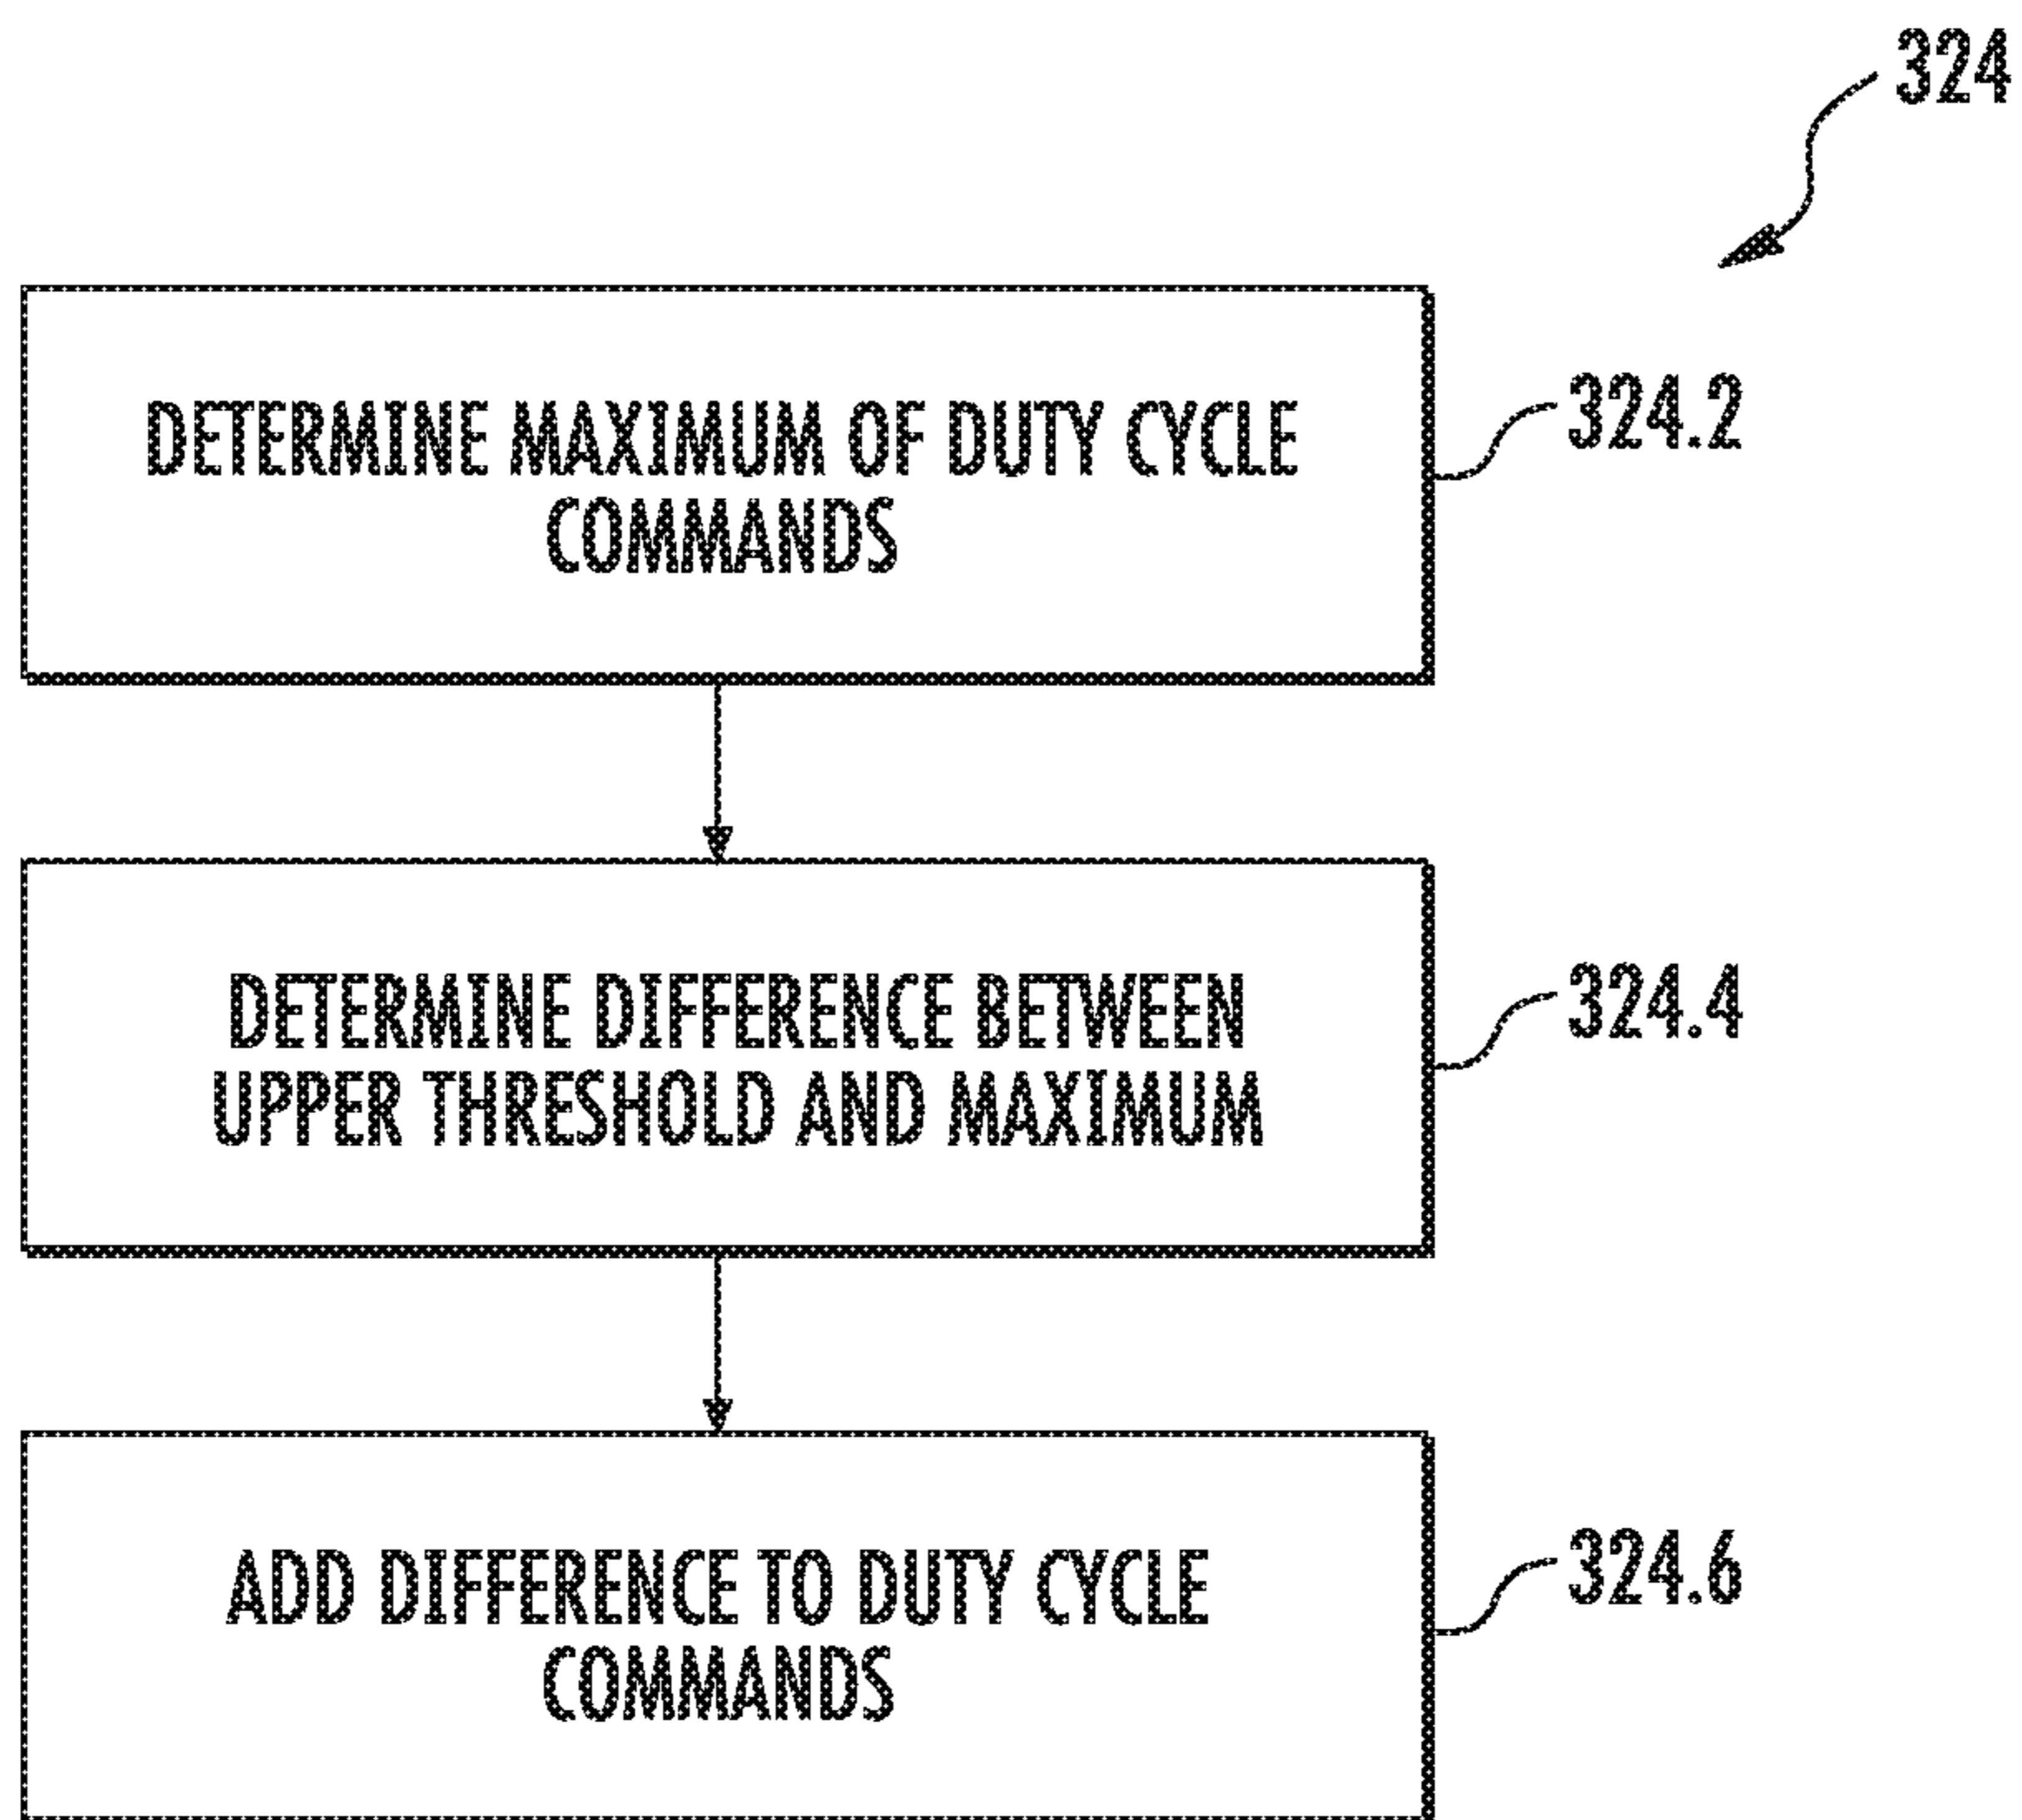 324
DETERMINE MAXIMUM OF DUTY CYCLE
COMMANDS
324.2
DETERMINE DIFFERENCE BETWEEN
UPPER THRESHOLD AND MAXIMUM
324.4
ADD DIFFERENCE TO DUTY CYCLE
COMMANDS
324.6